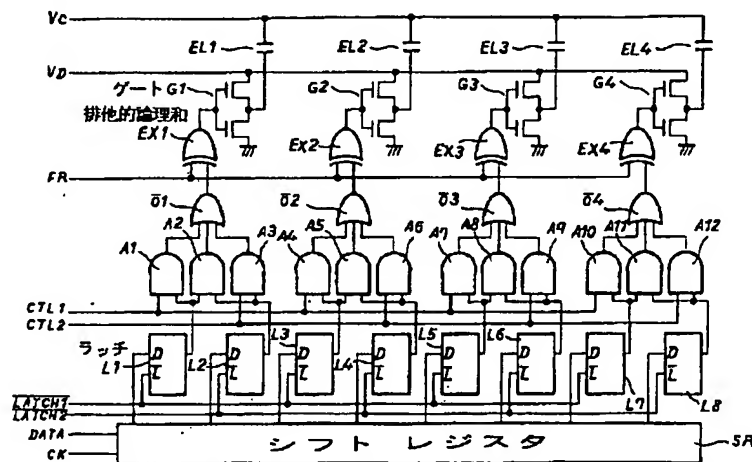 VC
EL1 EL2 EL3 EL4
VD
ゲートG1 G2 G3 G4
排他的論理和
EX1 EX2 EX3 EX4
FR
O1 O2 O3 O4
A1 A2 A3 A4 A5 A6 A7 A8 A9 A10 A11 A12
CTL1
CTL2
ラッチ
L1 L2 L3 L4 L5 L6 L7 L8
D D D D D D D D
L L L L L L L L
LATCH1
LATCH2
DATA
CK
シフトレジスタ SR